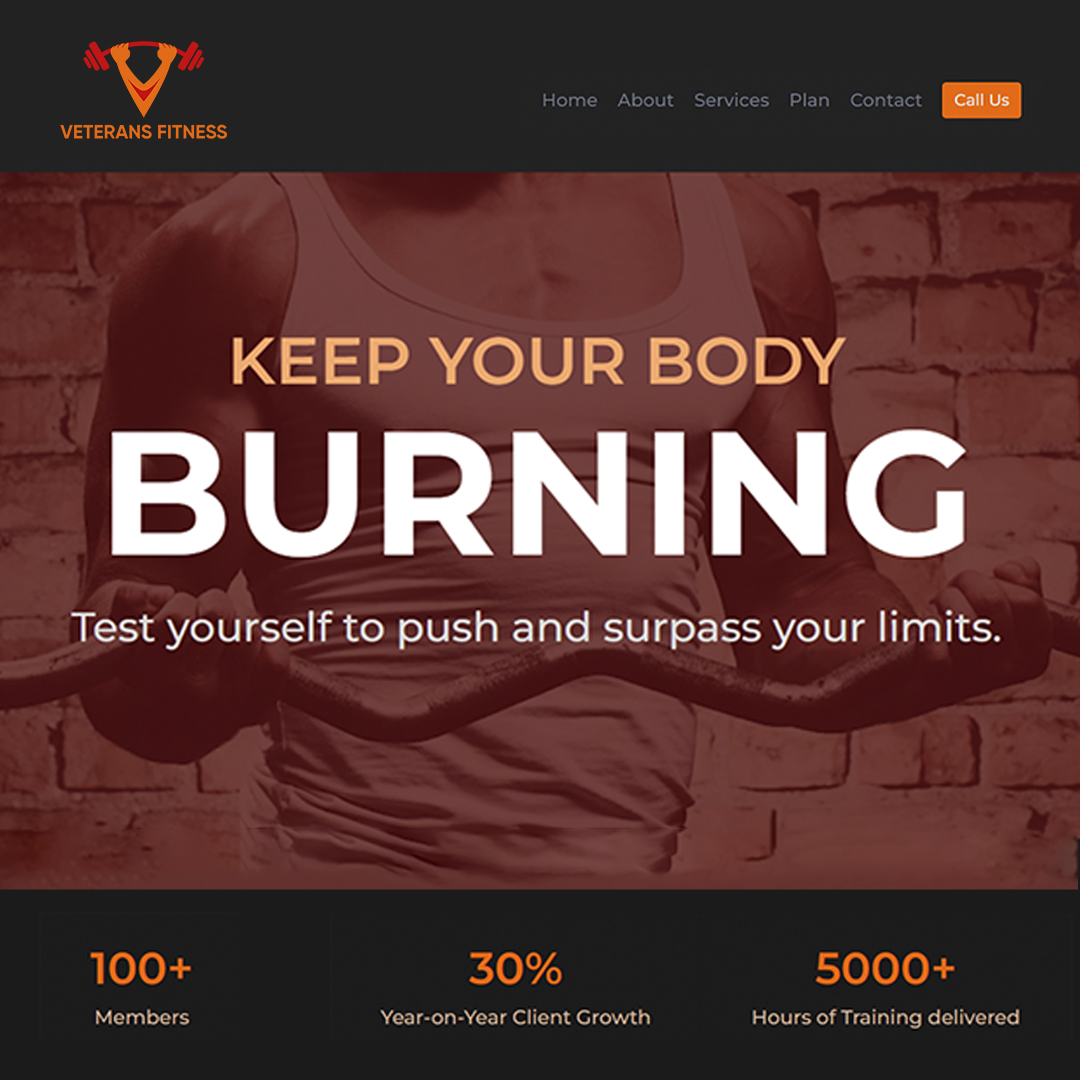 VETERANS FITNESS
Home About Services Plan Contact Call Us
KEEP YOUR BODY
BURNING
Test yourself to push and surpass your limits.
100+ 30% 5000+
Members Year-on-Year Client Growth Hours of Training delivered